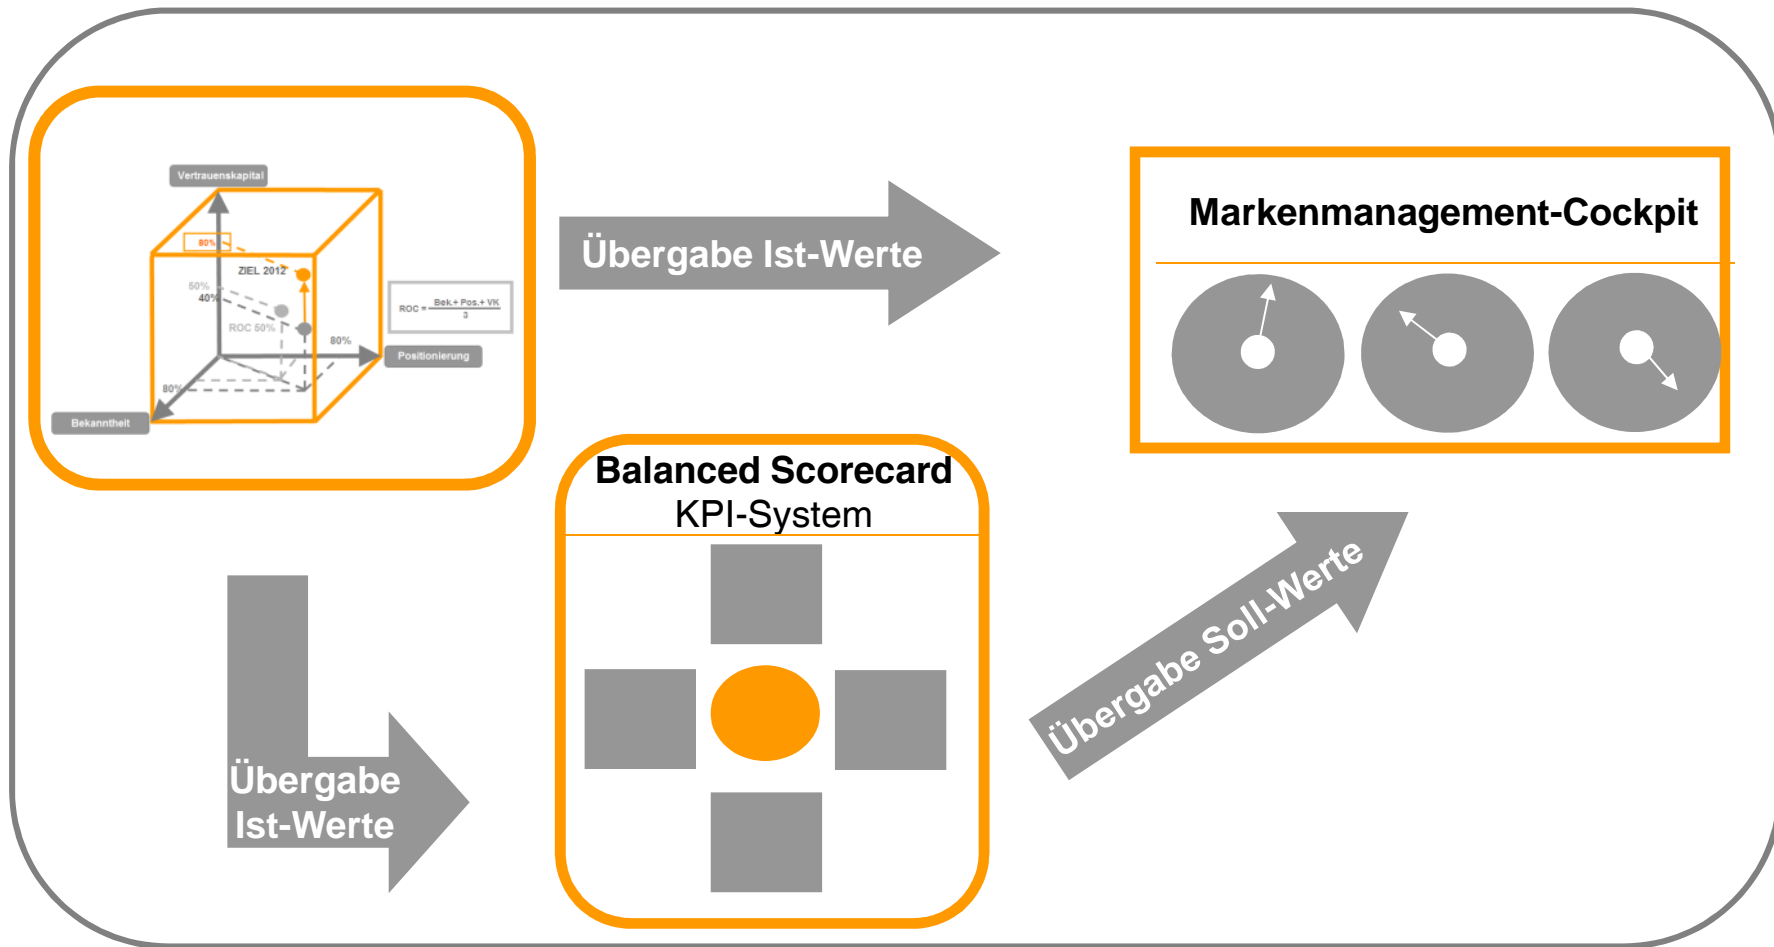 Vertrauenskapital
80%
ZIEL 2012
50%
40%
ROC 50%
80%
ROC = Bek.+ Pos.+ VK
3
Positionierung
80%
Bekanntheit
Übergabe Ist-Werte
Markenmanagement-Cockpit
Balanced Scorecard
KPI-System
Übergabe
Ist-Werte
Übergabe Soll-Werte